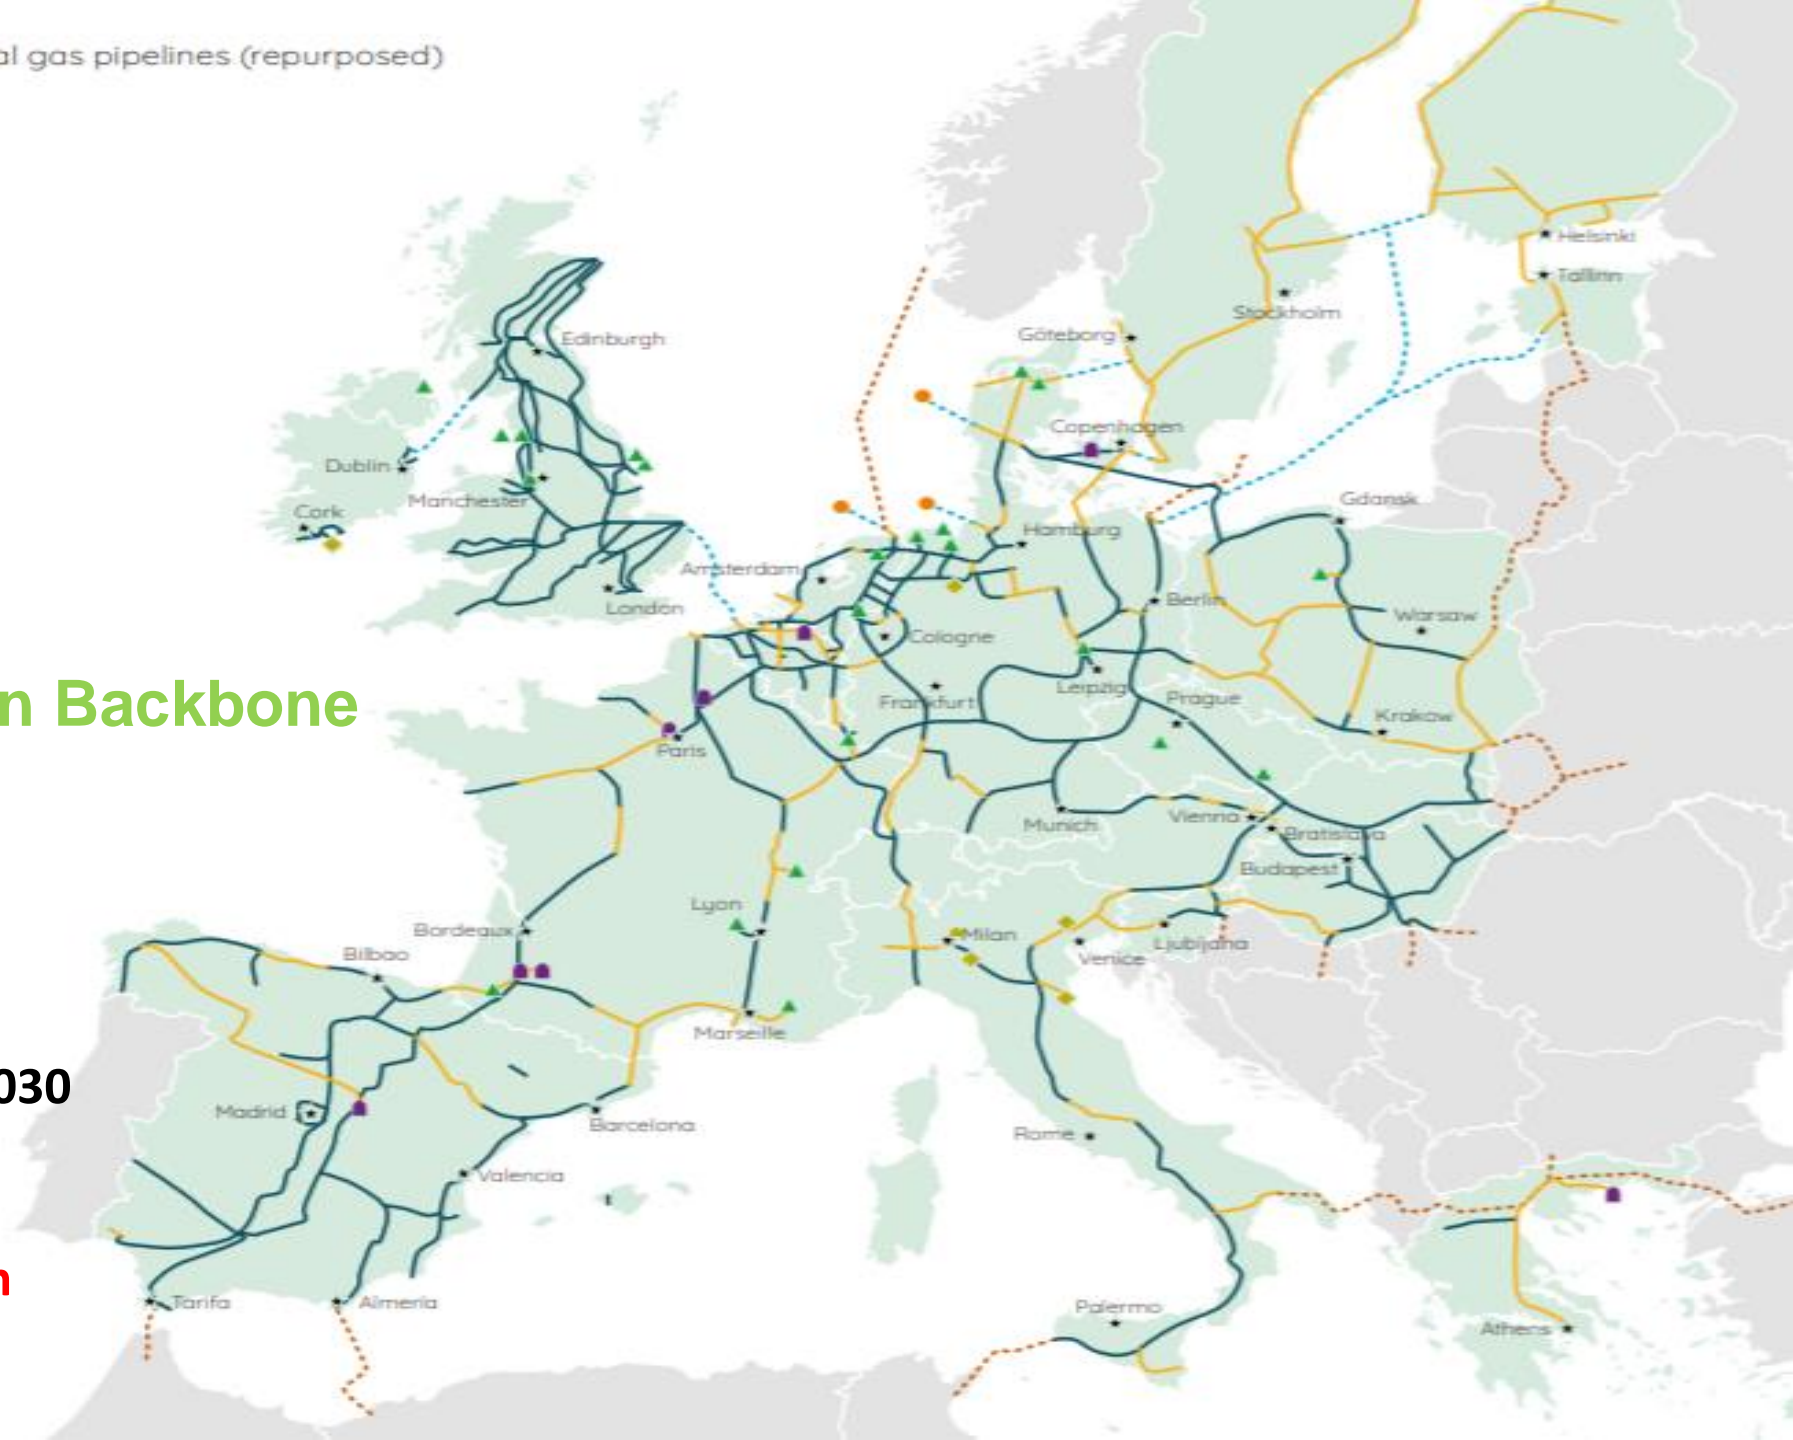 al gas pipelines (repurposed)
Helsinki
Tallinn
Stockholm
Göteborg
Edinburgh
Copenhagen
Dublin
Manchester
Gdansk
Cork
Hamburg
Amsterdam
London
Berlin
Warsaw
Cologne
n Backbone
Leipzig
Frankfurt
Prague
Krakow
Paris
Munich
Vienna
Bratislava
Budapest
Lyon
Bordeaux
Milan
Ljubljana
Bilbao
Venice
Marseille
030
Madrid
Barcelona
Rome
Valencia
n
Tarifa
Almería
Palermo
Athens